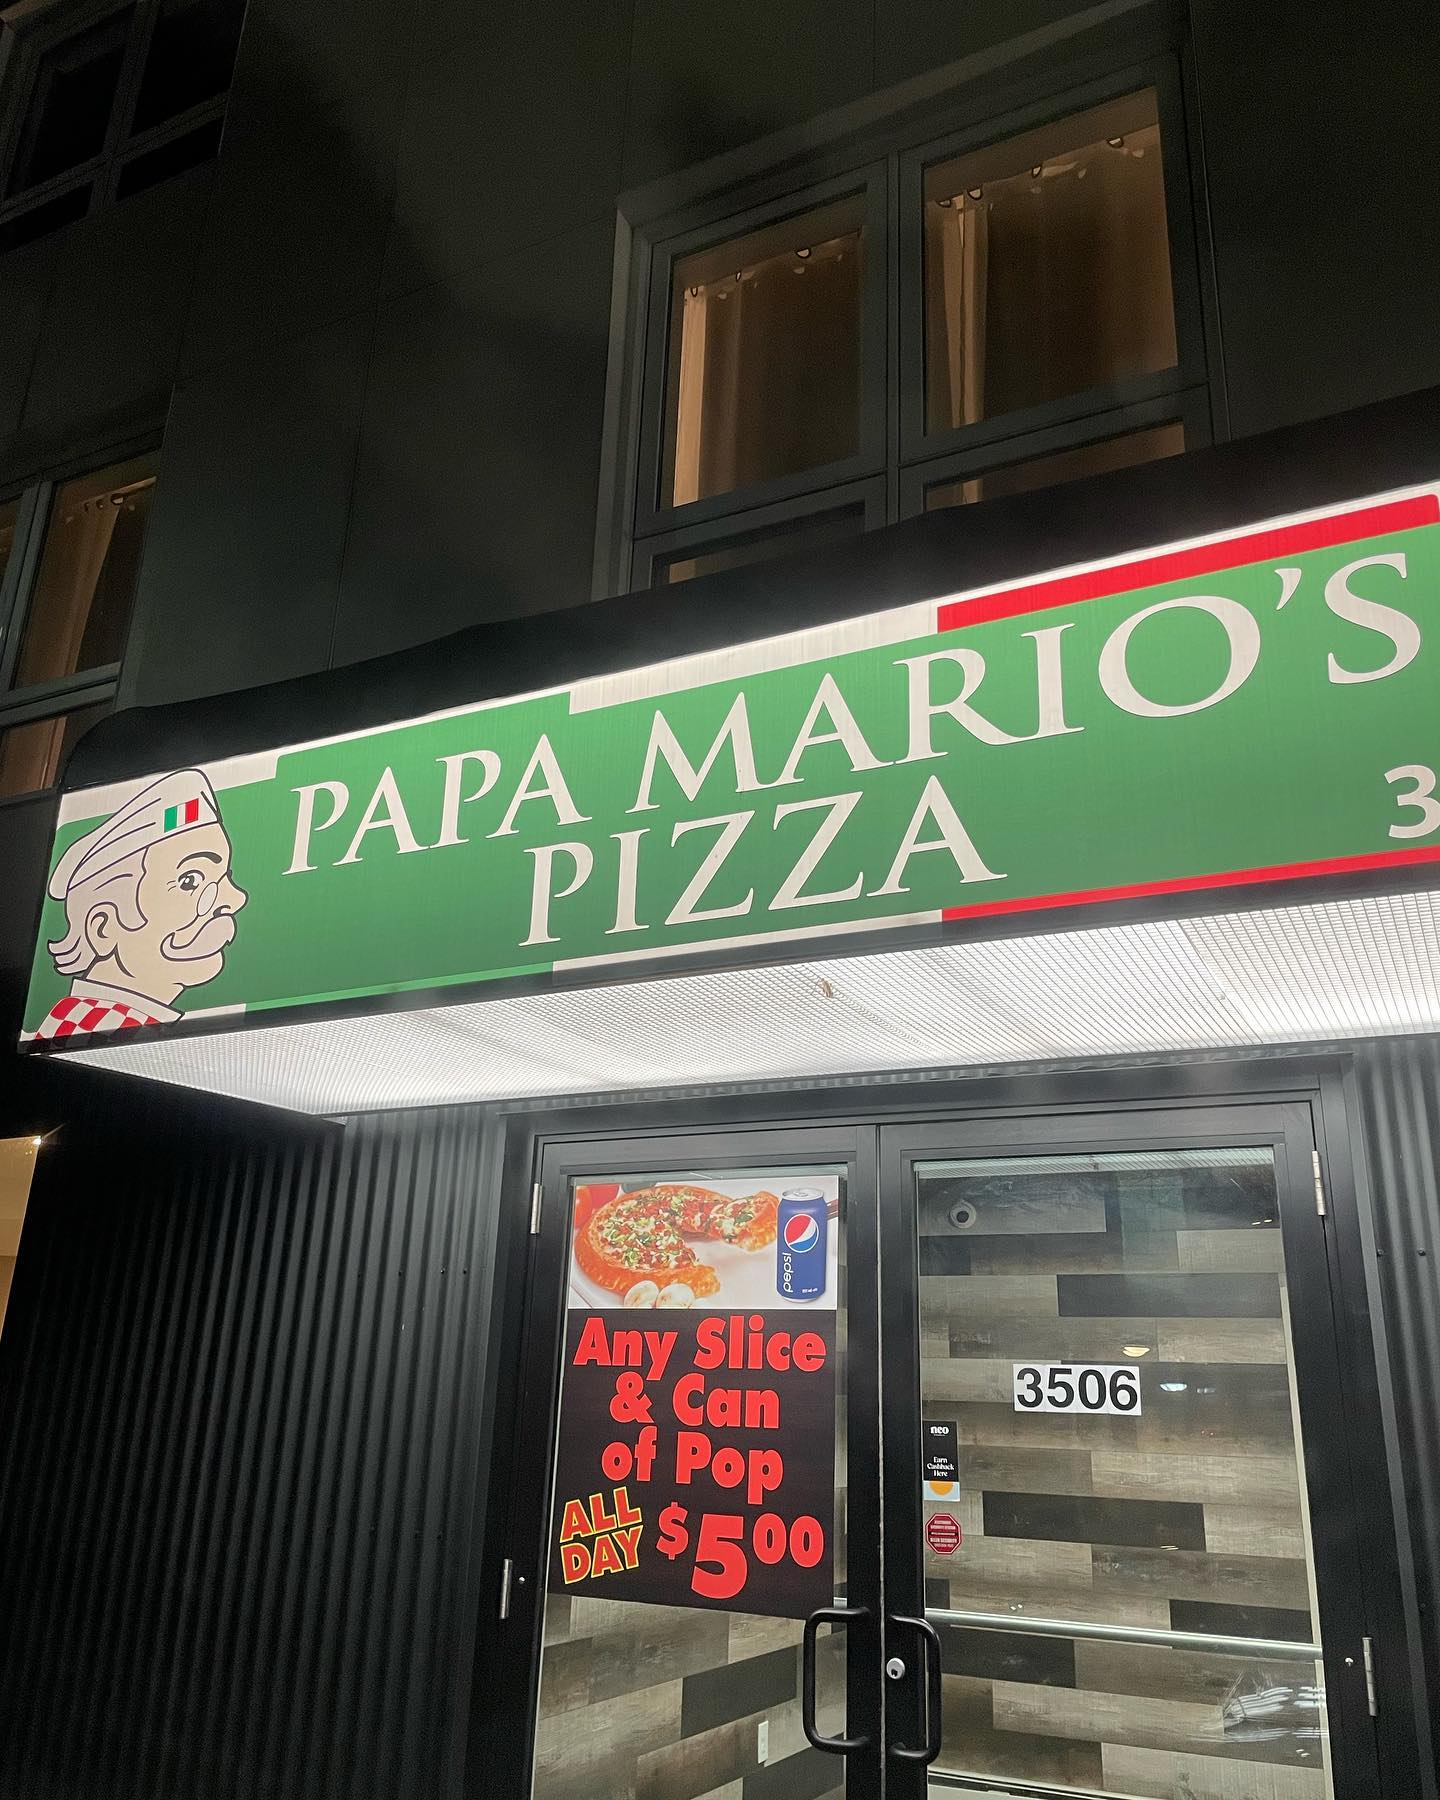 PAPA MARIO'S
PIZZA
3
pepsi
Any Slice
& Can
of Pop
ALL
DAY
$5.00
3506
neo
Earn
Cashback
Here